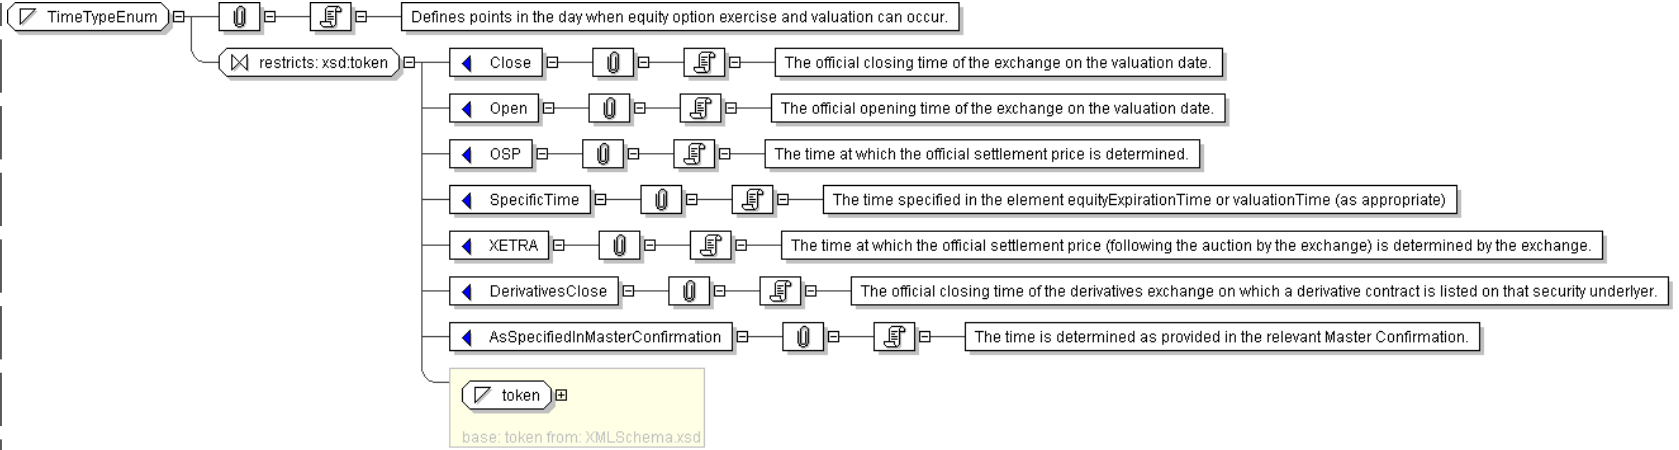 TimeTypeEnum Defines points in the day when equity option exercise and valuation can occur.
restricts: xsd:token Close The official closing time of the exchange on the valuation date.
Open The official opening time of the exchange on the valuation date.
OSP The time at which the official settlement price is determined.
SpecificTime The time specified in the element equityExpirationTime or valuationTime (as appropriate)
XETRA The time at which the official settlement price (following the auction by the exchange) is determined by the exchange.
DerivativesClose The official closing time of the derivatives exchange on which a derivative contract is listed on that security underlyer.
AsSpecifiedInMasterConfirmation The time is determined as provided in the relevant Master Confirmation.
token
base: token from: XMLSchema.xsd